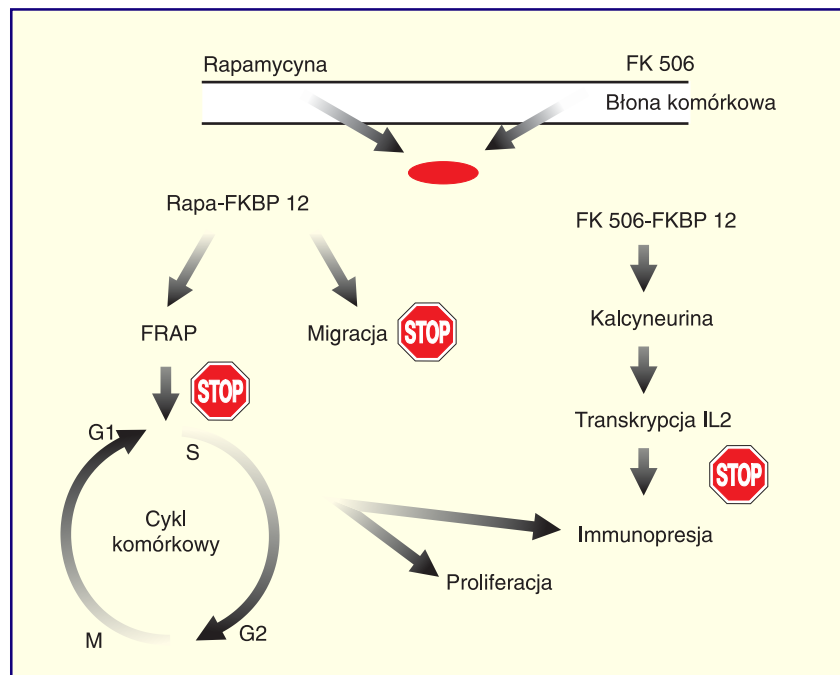 Rapamycyna
FK 506
Błona komórkowa
Rapa-FKBP 12
FK 506-FKBP 12
FRAP
Migracja
STOP
Kalcyneurina
STOP
Transkrypcja IL2
G1
S
STOP
Cykl
komórkowy
Immunopresja
Proliferacja
M
G2